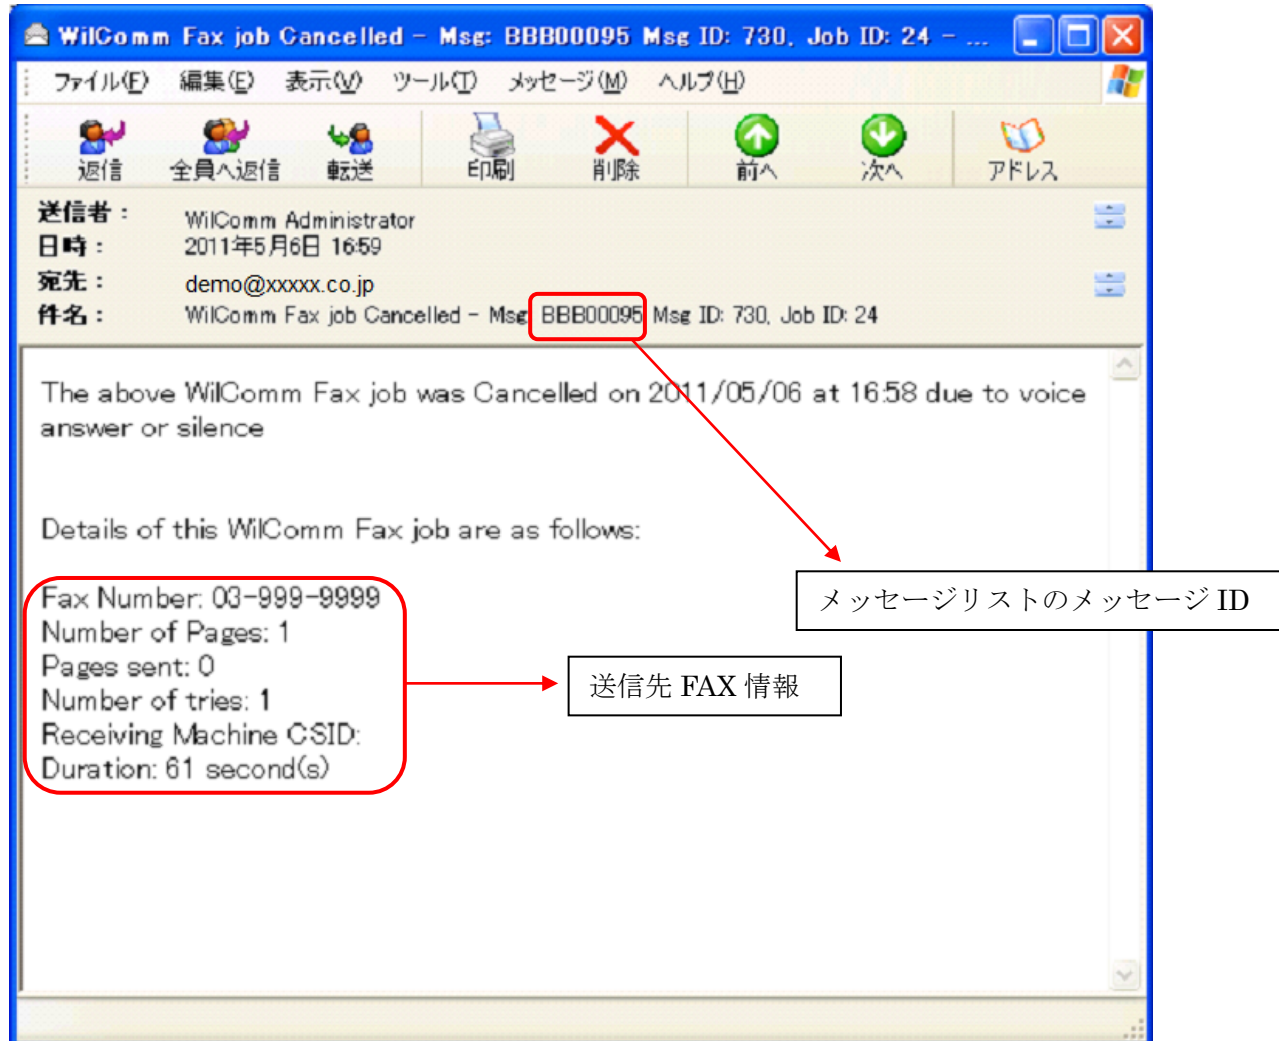 WilComm Fax job Cancelled - Msg: BBB00095 Msg ID: 730, Job ID: 24 - ...
ファイル(F) 編集(E) 表示(V) ツール(T) メッセージ(M) ヘルプ(H)
返信 全員へ返信 転送 印刷 削除 前へ 次へ アドレス
送信者： WilComm Administrator
日時： 2011年5月6日 16:59
宛先： demo@xxxxx.co.jp
件名： WilComm Fax job Cancelled - Msg: BBB00095 Msg ID: 730, Job ID: 24
The above WilComm Fax job was Cancelled on 2011/05/06 at 16:58 due to voice
answer or silence
Details of this WilComm Fax job are as follows:
メッセージリストのメッセージ ID
Fax Number: 03-999-9999
Number of Pages: 1
Pages sent: 0
Number of tries: 1
Receiving Machine CSID:
Duration: 61 second(s)
送信先 FAX 情報